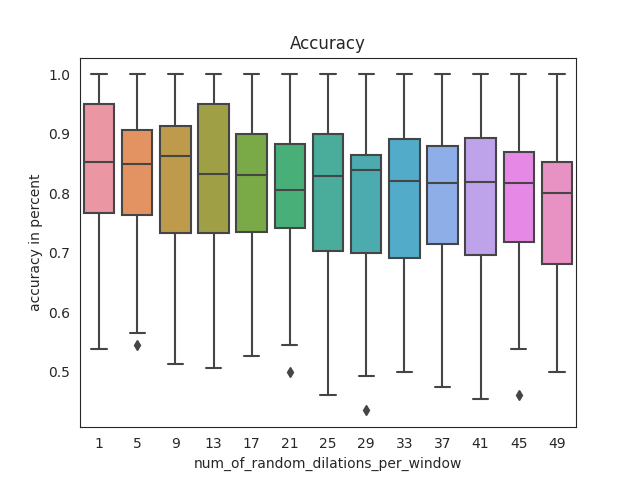 Accuracy
accuracy in percent
1.0
0.9
0.8
0.7
0.6
0.5
1 5 9 13 17 21 25 29 33 37 41 45 49
num_of_random_dilations_per_window